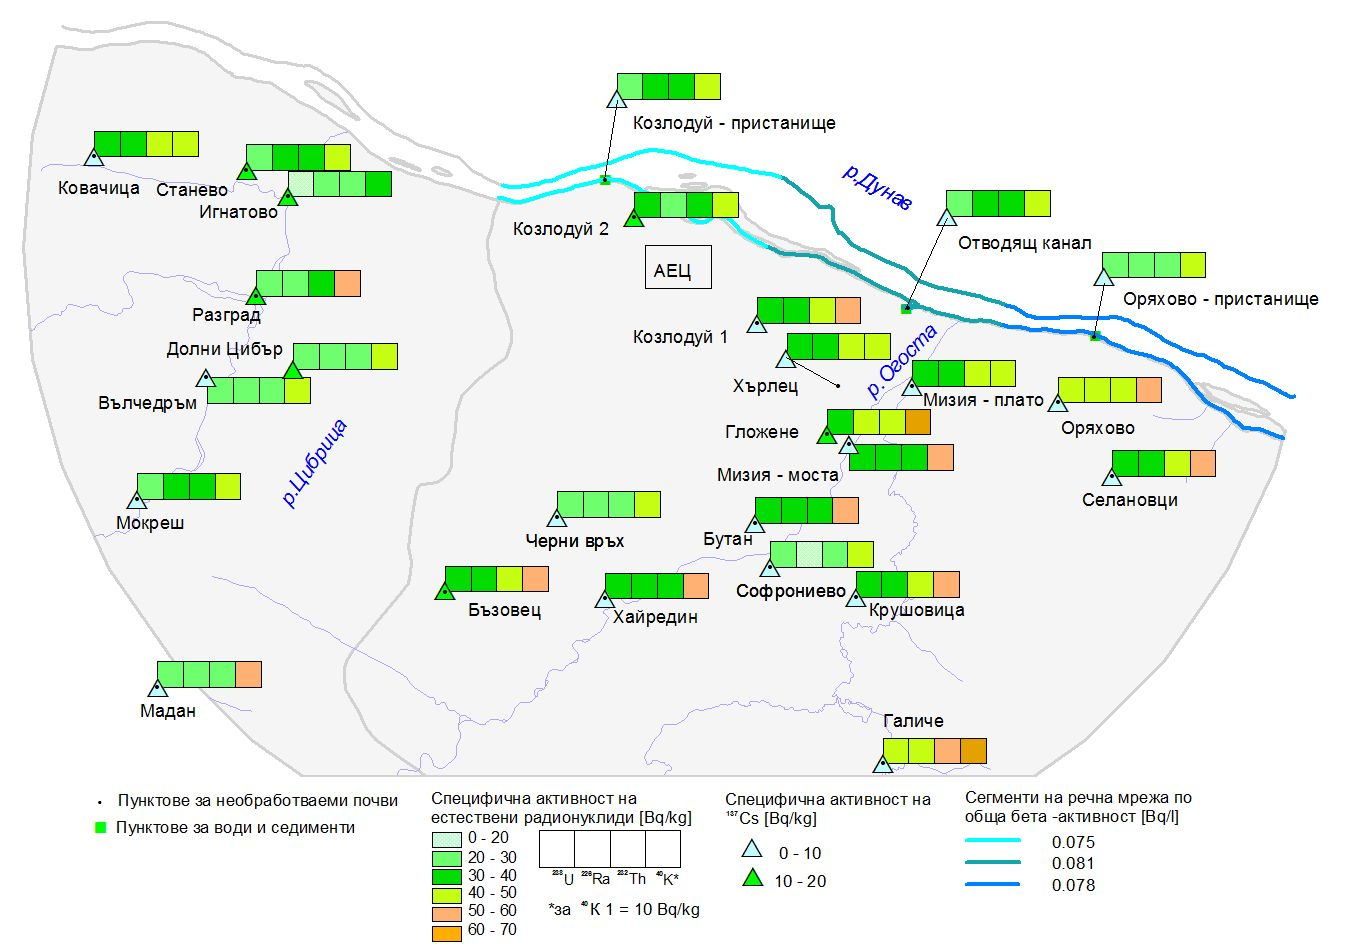 Козлодуй - пристанище
Ковачица
Станево
Игнатово
р.Дунав
Козлодуй 2
Отводящ канал
АЕЦ
Оряхово - пристанище
Разград
Козлодуй 1
Долни Цибър
Хърлец
р. Огоста
Вълчедръм
Мизия - плато
Оряхово
Гложене
р.Цибрица
Мизия - моста
Селановци
Мокреш
Черни връх
Бутан
Софрониево
Бъзовец
Хайредин
Крушовица
Мадан
Галиче
Пунктове за необработваеми почви
Пунктове за води и седименти
Специфична активност на
естествени радионуклиди [Bq/kg]
0 - 20
20 - 30
30 - 40
40 - 50
50 - 60
60 - 70
²³⁸U ²²⁶Ra ²³²Th ⁴⁰K*
*за ⁴⁰К 1 = 10 Bq/kg
Специфична активност на
¹³⁷Cs [Bq/kg]
0 - 10
10 - 20
Сегменти на речна мрежа по
обща бета -активност [Bq/l]
0.075
0.081
0.078